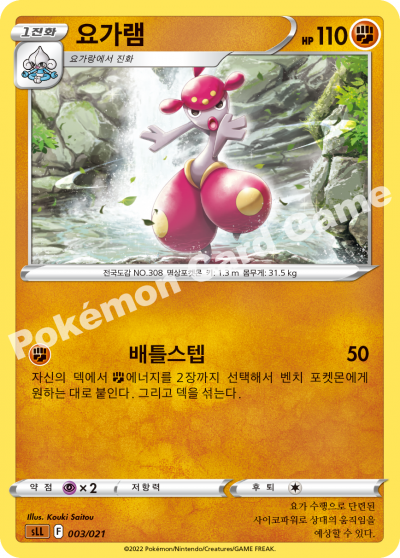 1진화
요가램
HP 110
요가랑에서 진화
전국도감 NO.308 명상포켓몬 키: 1.3 m 몸무게: 31.5 kg
Pokémon Card Game
배틀스텝 50
자신의 덱에서 에너지를 2장까지 선택해서 벤치 포켓몬에게
원하는 대로 붙인다. 그리고 덱을 섞는다.
약점 ×2 저항력 후퇴
Illus. Kouki Saitou
sLL F 003/021
요가 수행으로 단련된
사이코파워로 상대의 움직임을
예상할 수 있다.
©2022 Pokémon/Nintendo/Creatures/GAME FREAK.